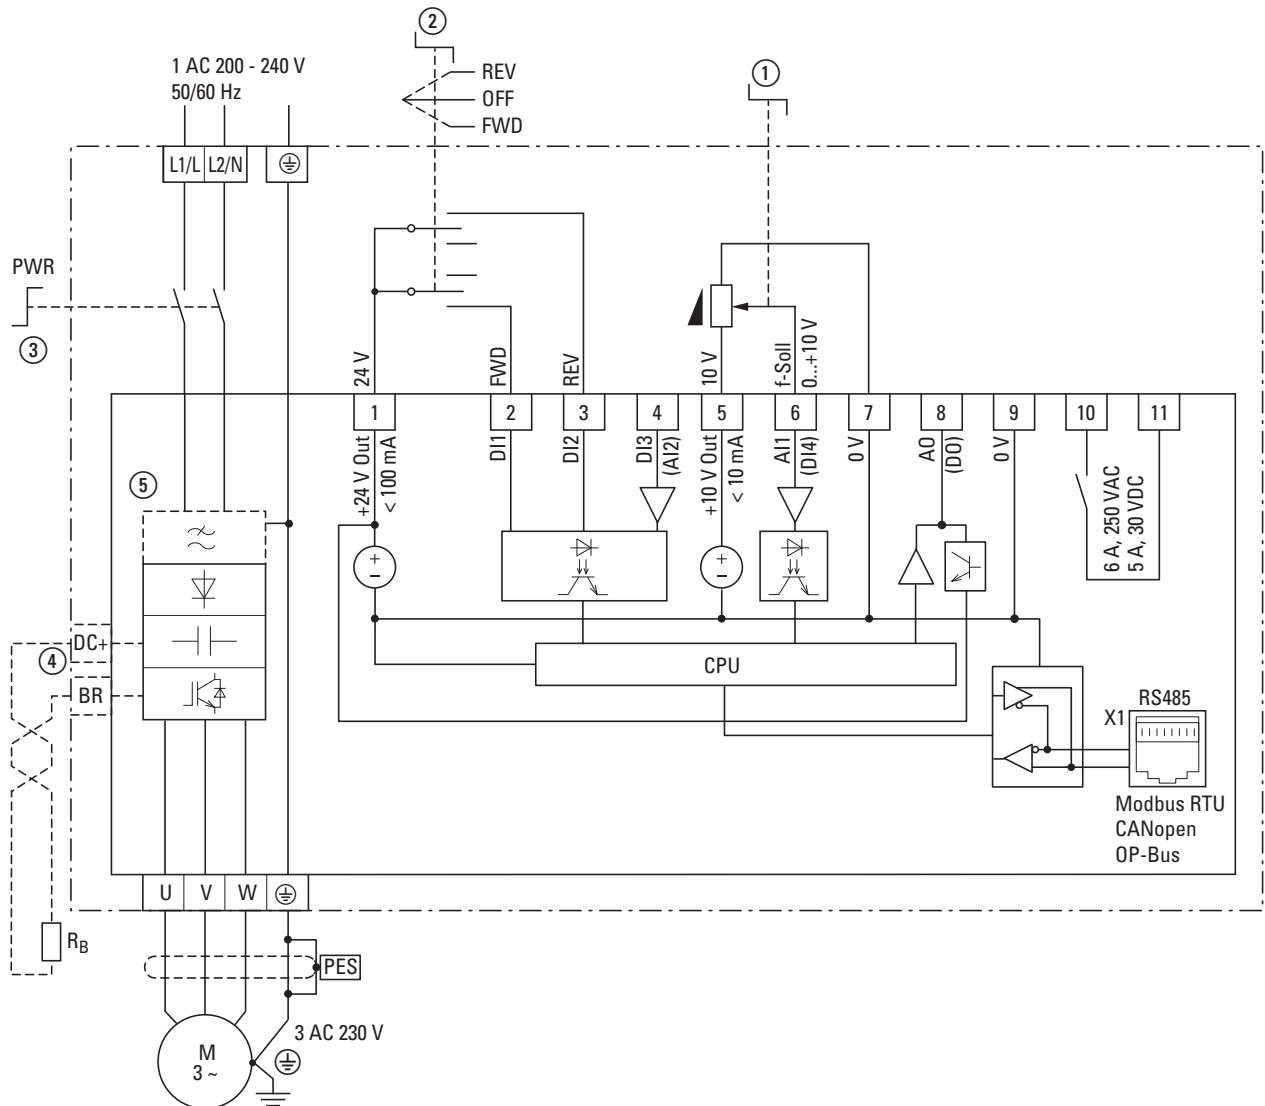 ②
1 AC 200 - 240 V
50/60 Hz
REV
OFF
FWD
①
L1/L L2/N
PWR
③
24 V
FWD
REV
10 V
f-Soll
0...+10 V
1 2 3 4 5 6 7 8 9 10 11
+24 V Out
< 100 mA
DI1
DI2
DI3
(AI2)
+10 V Out
< 10 mA
AI1
(DI4)
0 V
AO
(DO)
0 V
6 A, 250 VAC
5 A, 30 VDC
⑤
+
−
+
−
DC+
④
BR
CPU
RS485
X1
Modbus RTU
CANopen
OP-Bus
U V W
RB
PES
3 AC 230 V
M
3 ~